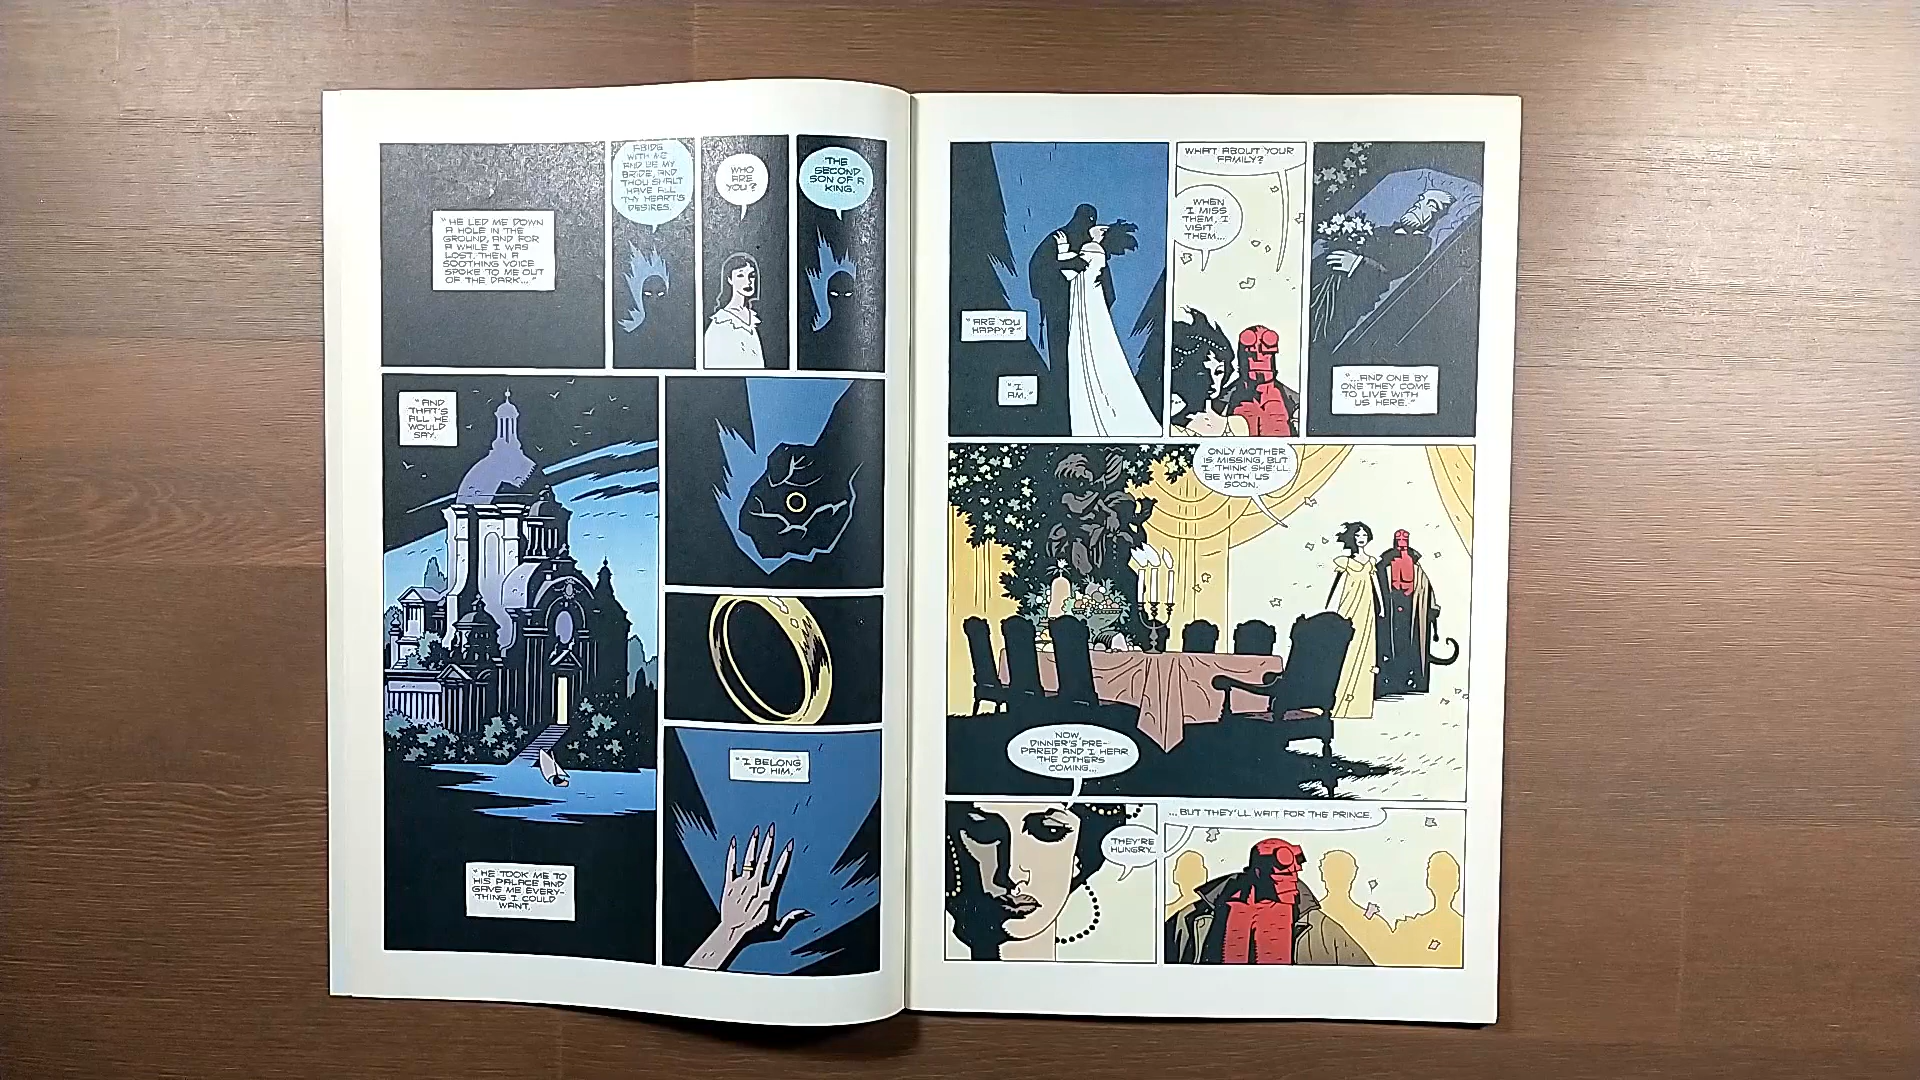 "HE LED ME DOWN
A HOLE IN THE
GROUND, AND FOR
A WHILE I WAS
LOST. THEN A
SOOTHING VOICE
SPOKE TO ME OUT
OF THE DARK..."
ABIDE
WITH ME
AND BE MY
BRIDE, AND
THOU SHALT
HAVE ALL
THY HEART'S
DESIRES.
WHO
ARE
YOU?
THE
SECOND
SON OF A
KING.
"AND
THAT'S
ALL HE
WOULD
SAY.
"HE TOOK ME TO
HIS PALACE AND
GAVE ME EVERY-
THING I COULD
WANT.
"I BELONG
TO HIM."
"ARE YOU
HAPPY?"
"I
AM."
WHAT ABOUT YOUR
FAMILY?
WHEN
I MISS
THEM, I
VISIT
THEM...
"...AND ONE BY
ONE THEY COME
TO LIVE WITH
US HERE."
ONLY MOTHER
IS MISSING, BUT
I THINK SHE'LL
BE WITH US
SOON.
NOW,
DINNER'S PRE-
PARED AND I HEAR
THE OTHERS
COMING...
THEY'RE
HUNGRY...
...BUT THEY'LL WAIT FOR THE PRINCE.